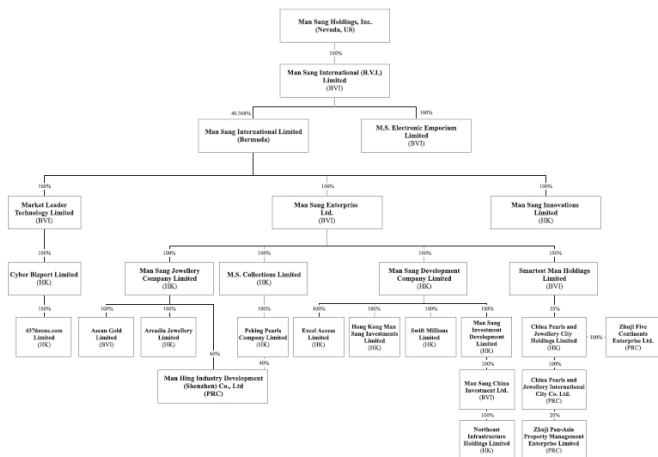 Man Sang Holdings, Inc.
(Nevada, US)
100%
Man Sang International (B.V.I.)
Limited
(BVI)
100%
Man Sang International Limited
(Bermuda)
M.S. Electronic Emporium
Limited
(BVI)
100%
100%
100%
Market Leader
Technology Limited
(BVI)
Man Sang Enterprise
Ltd.
(BVI)
Man Sang Innovations
Limited
(HK)
100%
100%
100%
100%
100%
Cyber Bizport Limited
(HK)
Man Sang Jewellery
Company Limited
(HK)
M.S. Collections Limited
(HK)
Man Sang Development
Company Limited
(HK)
Smartest Man Holdings
Limited
(BVI)
100%
100%
100%
100%
100%
100%
100%
100%
55%
4376zone.com
Limited
(HK)
Asean Gold
Limited
(BVI)
Arcadia Jewellery
Limited
(HK)
Peking Pearls
Company Limited
(HK)
Excel Access
Limited
(HK)
Hong Kong Man
Sang Investments
Limited
(HK)
Swift Millions
Limited
(HK)
Man Sang
Investment
Development
Limited
(HK)
China Pearls and
Jewellery City
Holdings Limited
(HK)
100%
Zhuji Five
Continents
Enterprise Ltd.
(PRC)
60%
40%
100%
100%
Man Hing Industry Development
(Shenzhen) Co., Ltd
(PRC)
Man Sang China
Investment Ltd.
(BVI)
China Pearls and
Jewellery International
City Co. Ltd.
(PRC)
100%
20%
Northeast
Infrastructure
Holdings Limited
(HK)
Zhuji Pan-Asia
Property Management
Enterprise Limited
(PRC)